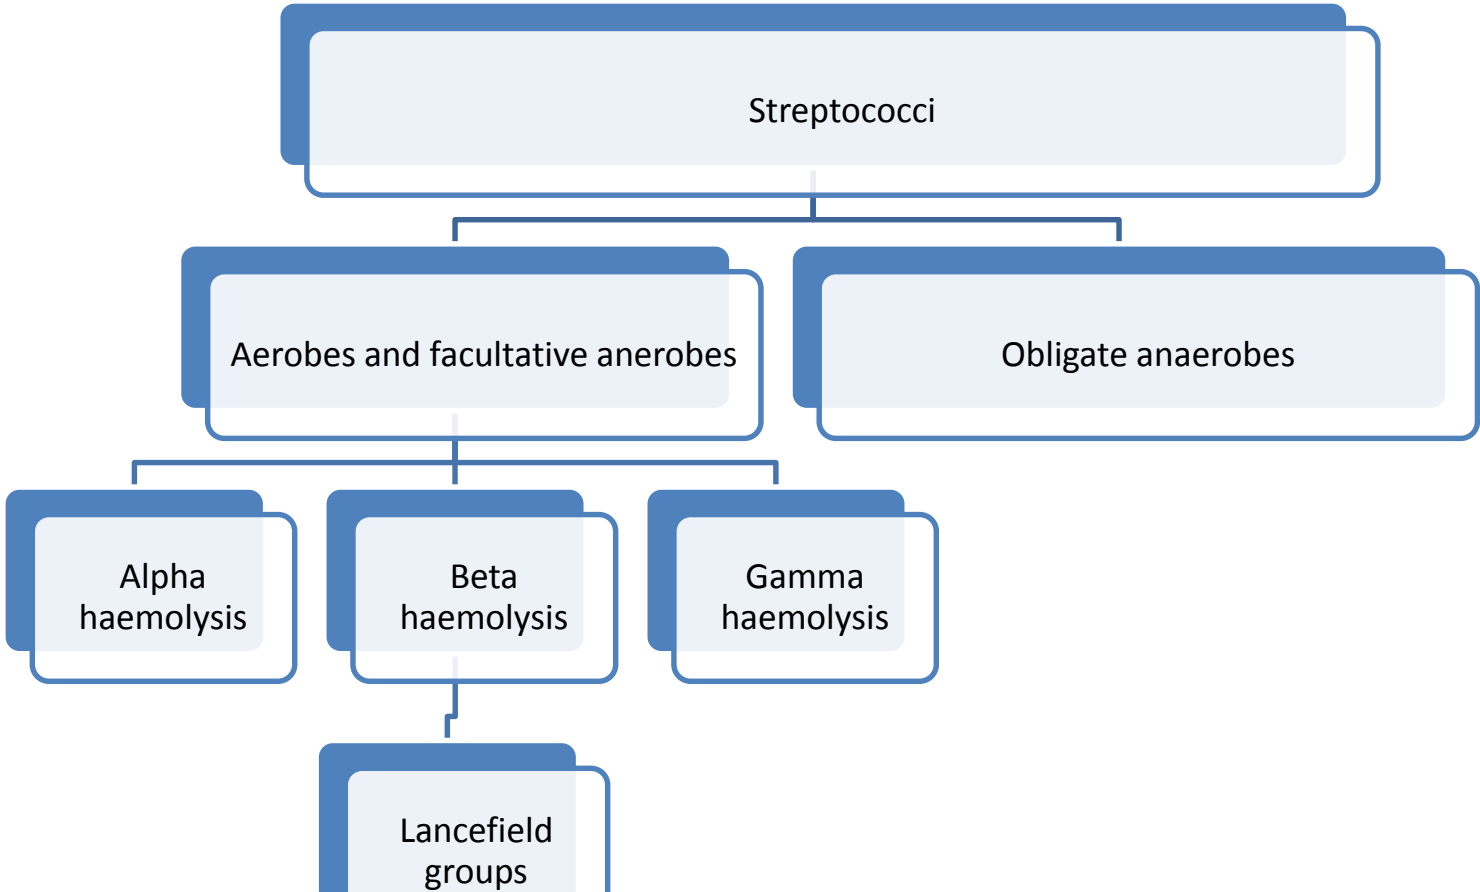 Streptococci
Aerobes and facultative anerobes
Obligate anaerobes
Alpha
haemolysis
Beta
haemolysis
Gamma
haemolysis
Lancefield
groups